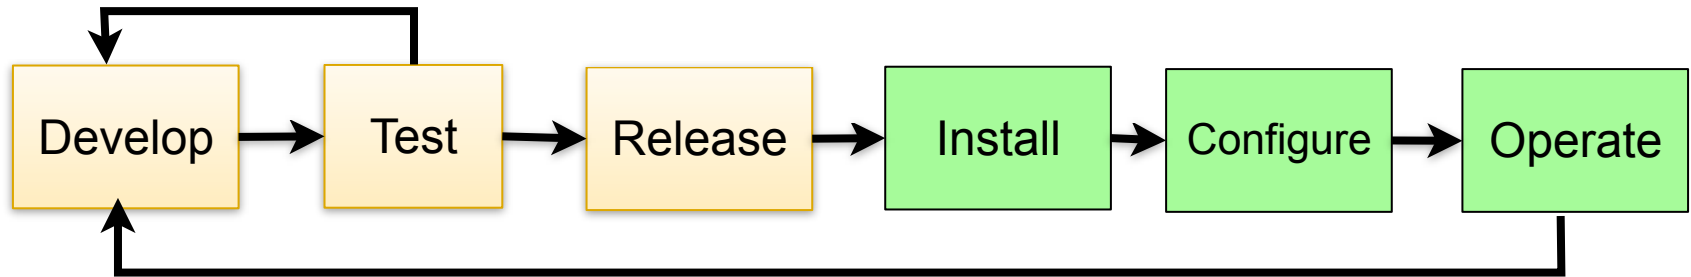 Develop
Test
Release
Install
Configure
Operate